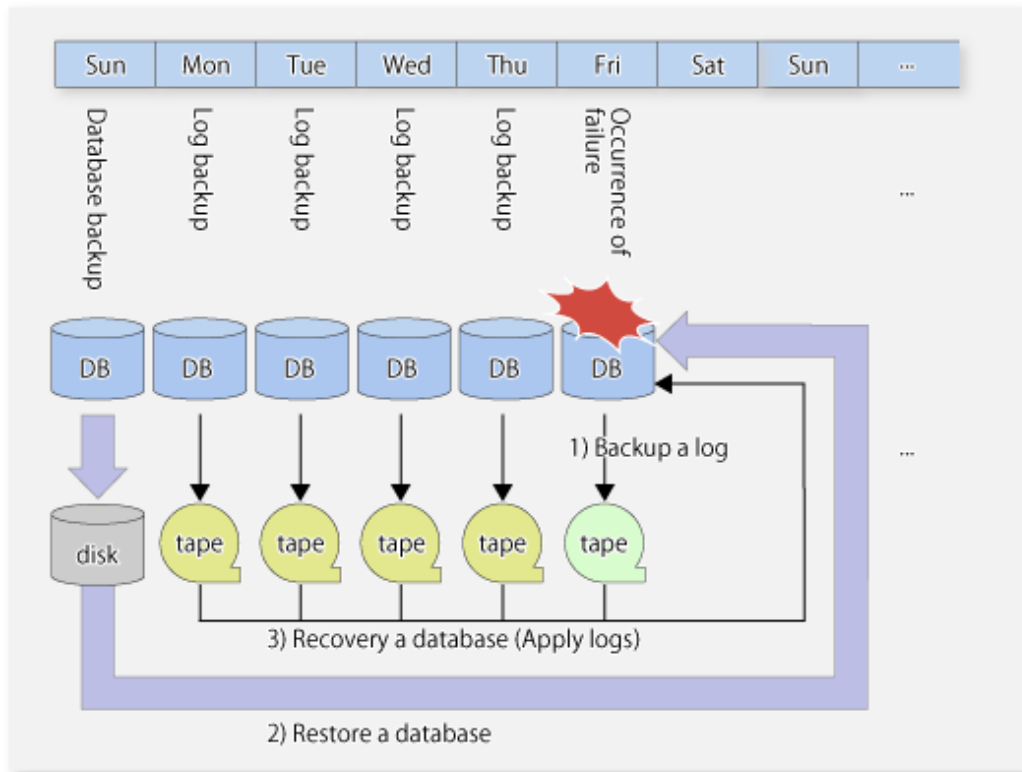 Sun Mon Tue Wed Thu Fri Sat Sun ...
Database backup
Log backup
Log backup
Log backup
Log backup
Occurrence of
failure
...
DB DB DB DB DB DB
1) Backup a log
...
disk tape tape tape tape tape
3) Recovery a database (Apply logs)
2) Restore a database